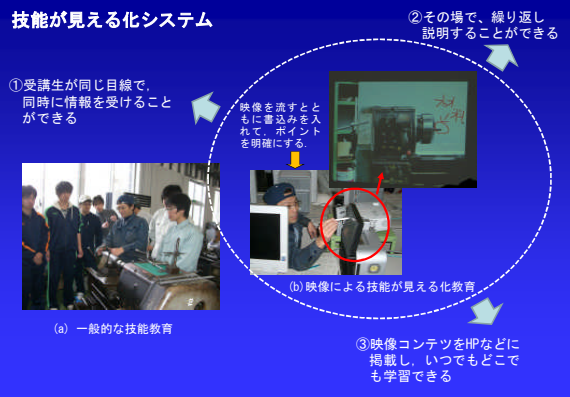 技能が見える化システム
②その場で、繰り返し
説明することができる
①受講生が同じ目線で,
同時に情報を受けること
ができる
映像を流すとと
もに書込みを入
れて, ポイント
を明確にする.
(b)映像による技能が見える化教育
(a) 一般的な技能教育
③映像コンテツをHPなどに
掲載し, いつでもどこで
も学習できる